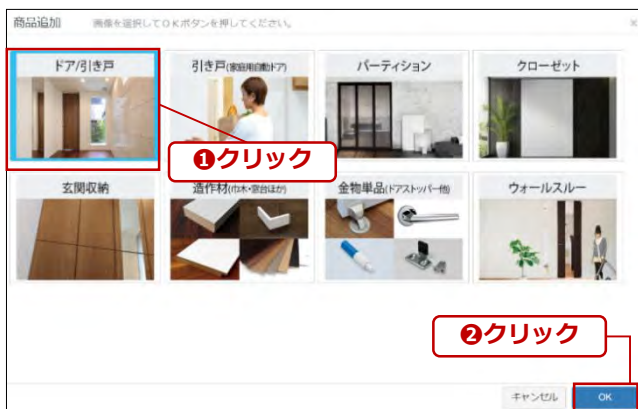 商品追加 画像を選択してOKボタンを押してください。 ×
ドア/引き戸 引き戸(家庭用自動ドア) パーティション クローゼット
❶クリック
玄関収納 造作材(巾木・窓台ほか) 金物単品(ドアストッパー他) ウォールスルー
❷クリック
キャンセル OK